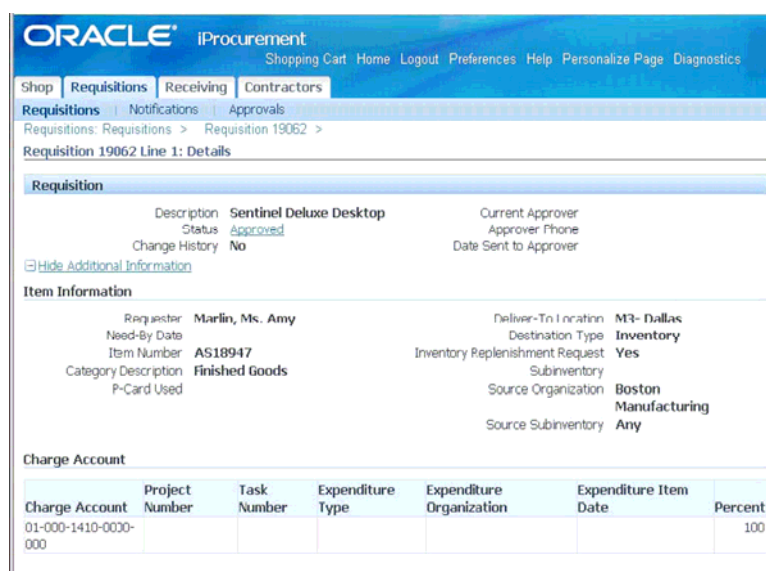 ORACLE® iProcurement
Shopping Cart Home Logout Preferences Help Personalize Page Diagnostics
Shop Requisitions Receiving Contractors
Requisitions | Notifications | Approvals
Requisitions: Requisitions > Requisition 19062 >
Requisition 19062 Line 1: Details
Requisition
Description Sentinel Deluxe Desktop Current Approver
Status Approved Approver Phone
Change History No Date Sent to Approver
Hide Additional Information
Item Information
Requester Marlin, Ms. Amy Deliver-To Location M3- Dallas
Need-By Date Destination Type Inventory
Item Number AS18947 Inventory Replenishment Request Yes
Category Description Finished Goods Subinventory
P-Card Used Source Organization Boston
Manufacturing
Source Subinventory Any
Charge Account
Charge Account Project Number Task Number Expenditure Type Expenditure Organization Expenditure Item Date Percent
01-000-1410-0000- 100
000